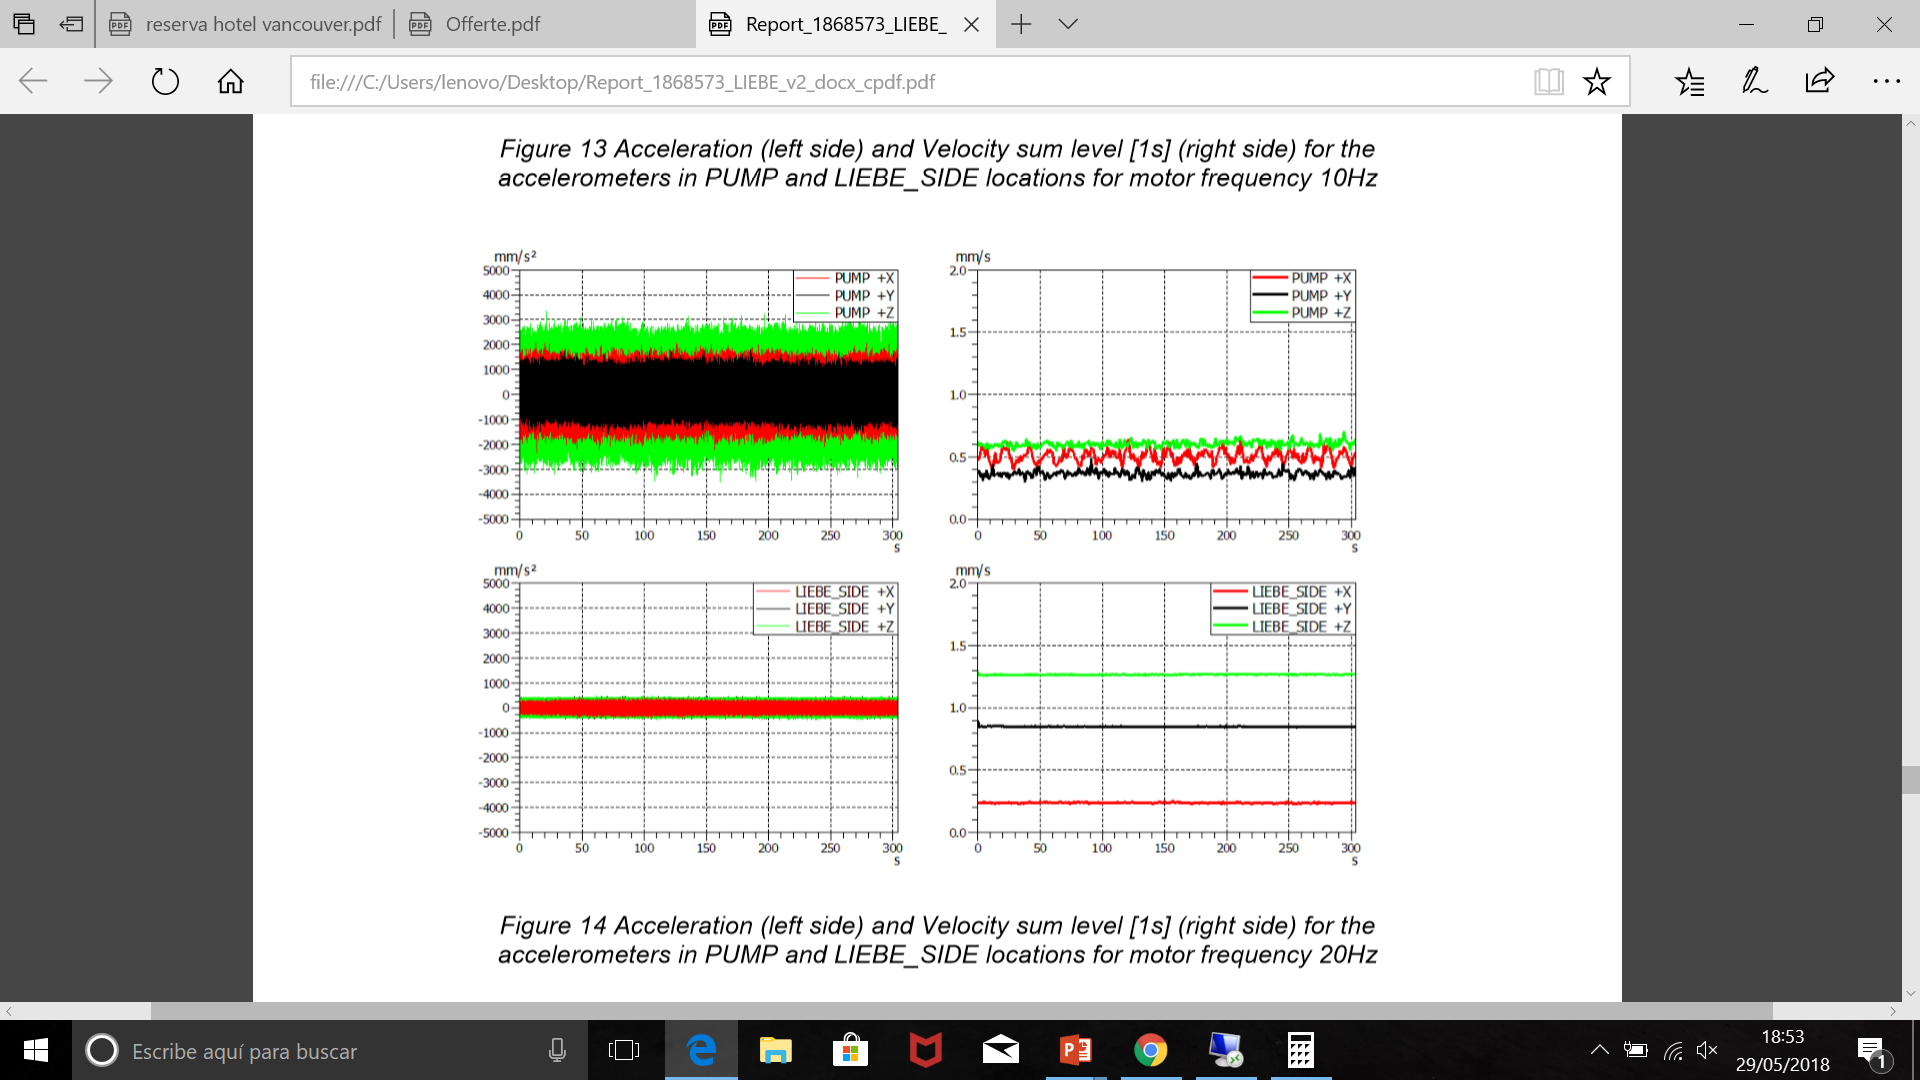 reserva hotel vancouver.pdf
Offerte.pdf
Report_1868573_LIEBE_
file:///C:/Users/lenovo/Desktop/Report_1868573_LIEBE_v2_docx_cpdf.pdf
Figure 13 Acceleration (left side) and Velocity sum level [1s] (right side) for the
accelerometers in PUMP and LIEBE_SIDE locations for motor frequency 10Hz
mm/s²
5000
4000
3000
2000
1000
0
-1000
-2000
-3000
-4000
-5000
PUMP +X
PUMP +Y
PUMP +Z
0 50 100 150 200 250 300
s
mm/s
2.0
1.5
1.0
0.5
0.0
PUMP +X
PUMP +Y
PUMP +Z
0 50 100 150 200 250 300
s
mm/s²
5000
4000
3000
2000
1000
0
-1000
-2000
-3000
-4000
-5000
LIEBE_SIDE +X
LIEBE_SIDE +Y
LIEBE_SIDE +Z
0 50 100 150 200 250 300
s
mm/s
2.0
1.5
1.0
0.5
0.0
LIEBE_SIDE +X
LIEBE_SIDE +Y
LIEBE_SIDE +Z
0 50 100 150 200 250 300
s
Figure 14 Acceleration (left side) and Velocity sum level [1s] (right side) for the
accelerometers in PUMP and LIEBE_SIDE locations for motor frequency 20Hz
Escribe aquí para buscar
18:53
29/05/2018
1